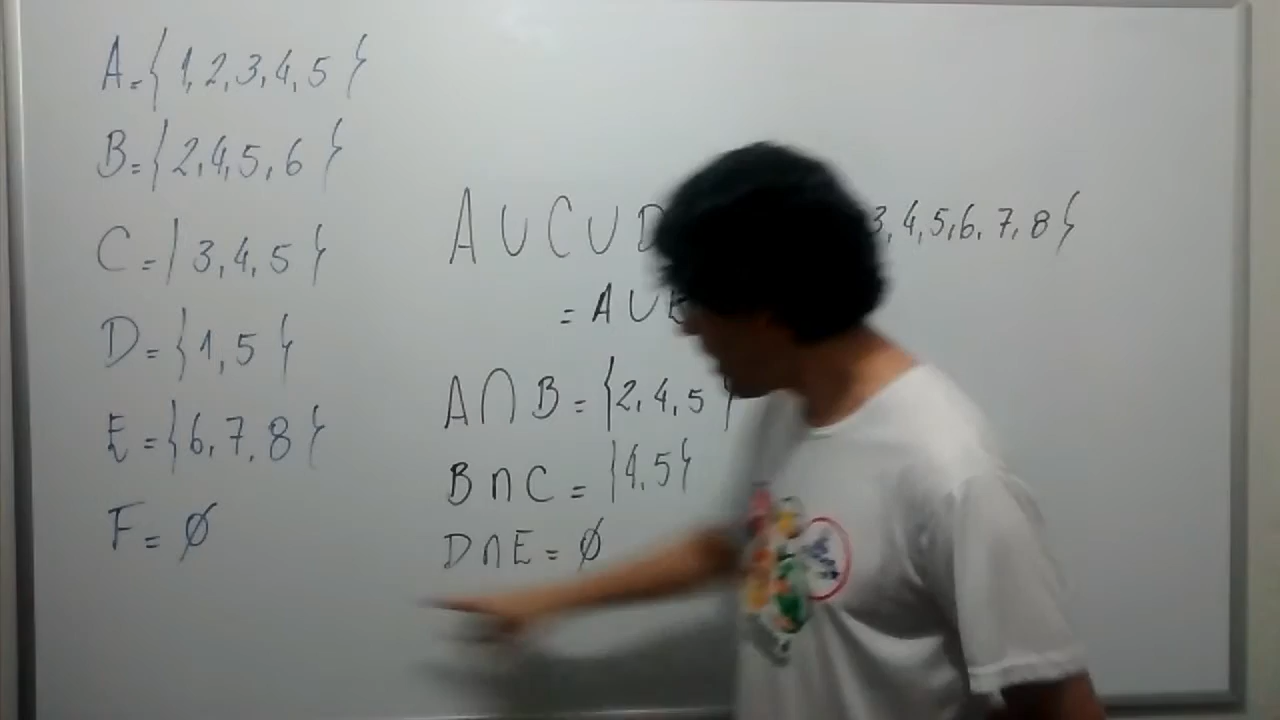 A = {1, 2, 3, 4, 5}
B = {2, 4, 5, 6}
C = {3, 4, 5}
D = {1, 5}
E = {6, 7, 8}
F = Ø
A ∪ C ∪ D 3, 4, 5, 6, 7, 8}
= A ∪ E
A ∩ B = {2, 4, 5}
B ∩ C = {4, 5}
D ∩ E = Ø